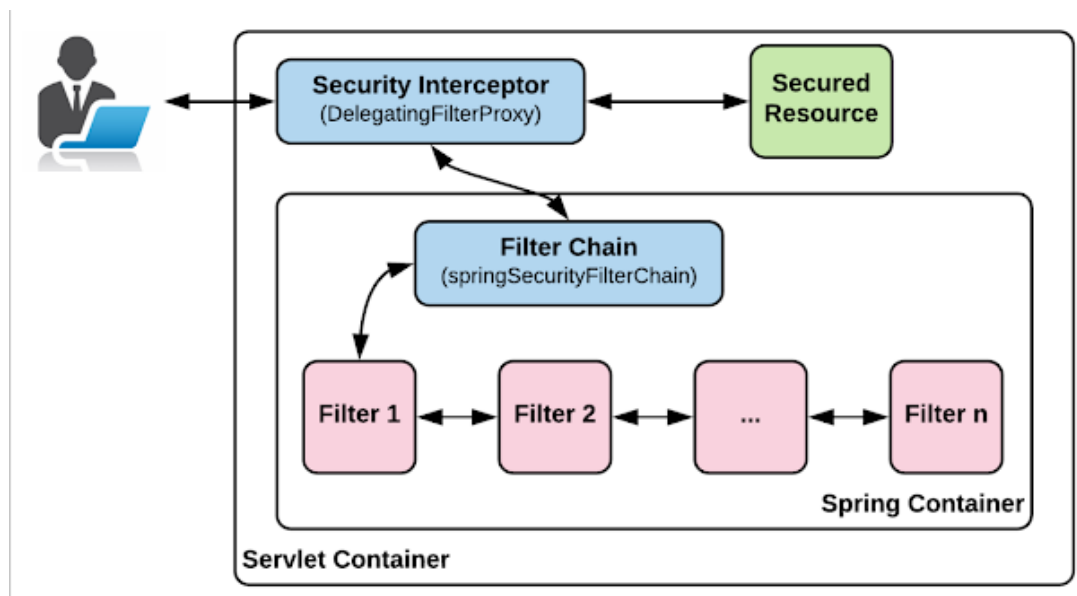 Security Interceptor
(DelegatingFilterProxy)
Secured
Resource
Filter Chain
(springSecurityFilterChain)
Filter 1
Filter 2
...
Filter n
Spring Container
Servlet Container